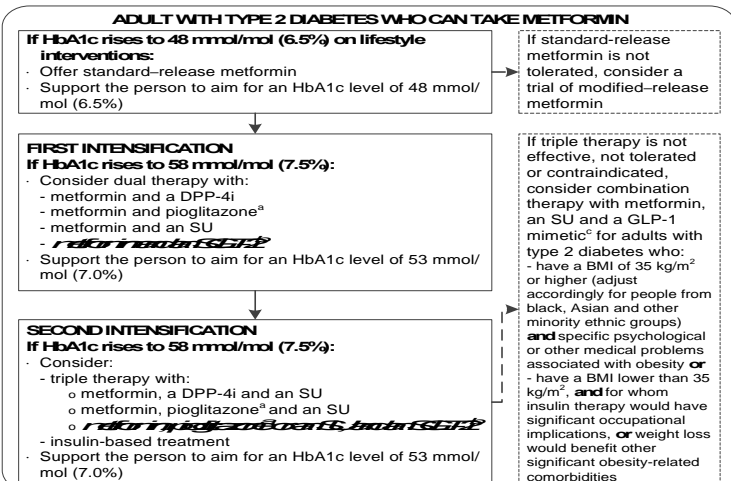 ADULT WITH TYPE 2 DIABETES WHO CAN TAKE METFORMIN
If HbA1c rises to 48 mmol/mol (6.5%) on lifestyle
interventions:
· Offer standard–release metformin
· Support the person to aim for an HbA1c level of 48 mmol/
mol (6.5%)
If standard-release
metformin is not
tolerated, consider a
trial of modified–release
metformin
FIRST INTENSIFICATION
If HbA1c rises to 58 mmol/mol (7.5%):
· Consider dual therapy with:
- metformin and a DPP-4i
- metformin and pioglitazoneᵃ
- metformin and an SU
-
· Support the person to aim for an HbA1c level of 53 mmol/
mol (7.0%)
SECOND INTENSIFICATION
If HbA1c rises to 58 mmol/mol (7.5%):
· Consider:
- triple therapy with:
o metformin, a DPP-4i and an SU
o metformin, pioglitazoneᵃ and an SU
o
- insulin-based treatment
· Support the person to aim for an HbA1c level of 53 mmol/
mol (7.0%)
If triple therapy is not
effective, not tolerated
or contraindicated,
consider combination
therapy with metformin,
an SU and a GLP-1
mimeticᶜ for adults with
type 2 diabetes who:
- have a BMI of 35 kg/m²
or higher (adjust
accordingly for people from
black, Asian and other
minority ethnic groups)
and specific psychological
or other medical problems
associated with obesity or
- have a BMI lower than 35
kg/m², and for whom
insulin therapy would have
significant occupational
implications, or weight loss
would benefit other
significant obesity-related
comorbidities